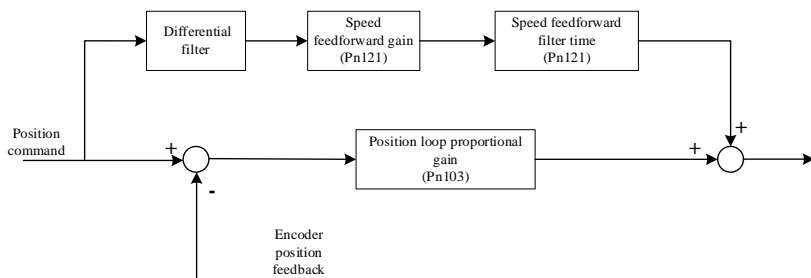 Differential
filter
Speed
feedforward gain
(Pn121)
Speed feedforward
filter time
(Pn121)
Position
command
+
-
Position loop proportional
gain
(Pn103)
+
+
Encoder
position
feedback